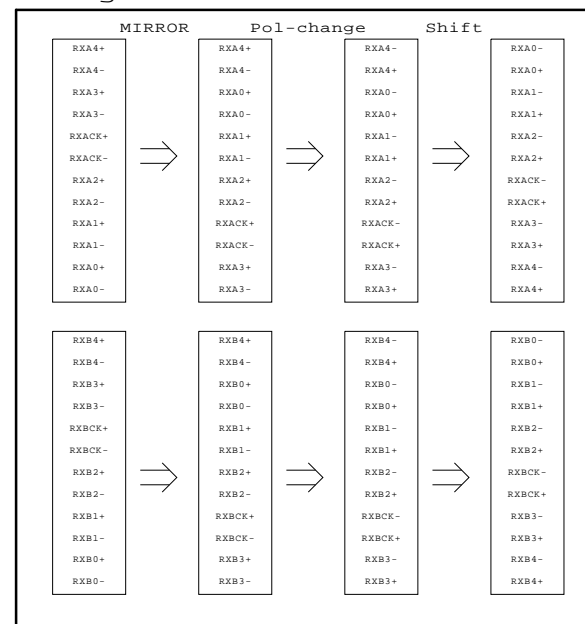 MIRROR Pol-change Shift
RXA4+ RXA4+ RXA4- RXA0-
RXA4- RXA4- RXA4+ RXA0+
RXA3+ RXA0+ RXA0- RXA1-
RXA3- RXA0- RXA0+ RXA1+
RXACK+ RXA1+ RXA1- RXA2-
RXACK- RXA1- RXA1+ RXA2+
RXA2+ RXA2+ RXA2- RXACK-
RXA2- RXA2- RXA2+ RXACK+
RXA1+ RXACK+ RXACK- RXA3-
RXA1- RXACK- RXACK+ RXA3+
RXA0+ RXA3+ RXA3- RXA4-
RXA0- RXA3- RXA3+ RXA4+
RXB4+ RXB4+ RXB4- RXB0-
RXB4- RXB4- RXB4+ RXB0+
RXB3+ RXB0+ RXB0- RXB1-
RXB3- RXB0- RXB0+ RXB1+
RXBCK+ RXB1+ RXB1- RXB2-
RXBCK- RXB1- RXB1+ RXB2+
RXB2+ RXB2+ RXB2- RXBCK-
RXB2- RXB2- RXB2+ RXBCK+
RXB1+ RXBCK+ RXBCK- RXB3-
RXB1- RXBCK- RXBCK+ RXB3+
RXB0+ RXB3+ RXB3- RXB4-
RXB0- RXB3- RXB3+ RXB4+